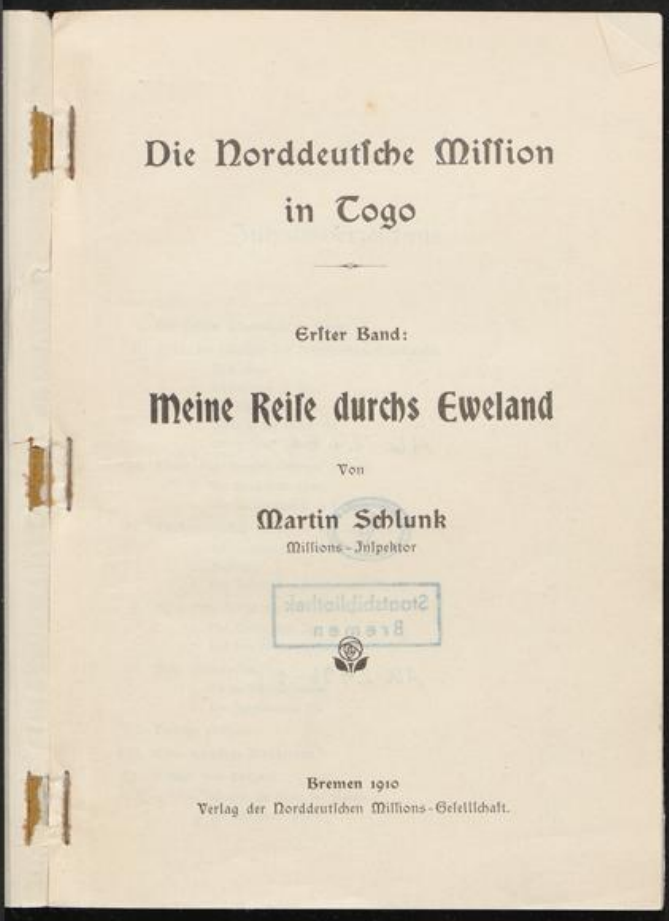 Die Norddeutſche Miſſion
in Togo
Erſter Band:
Meine Reiſe durchs Eweland
Von
Martin Schlunk
Miſſions-Inſpektor
Staatsbibliothek
Bremen
Bremen 1910
Verlag der Norddeutſchen Miſſions-Geſellſchaft.